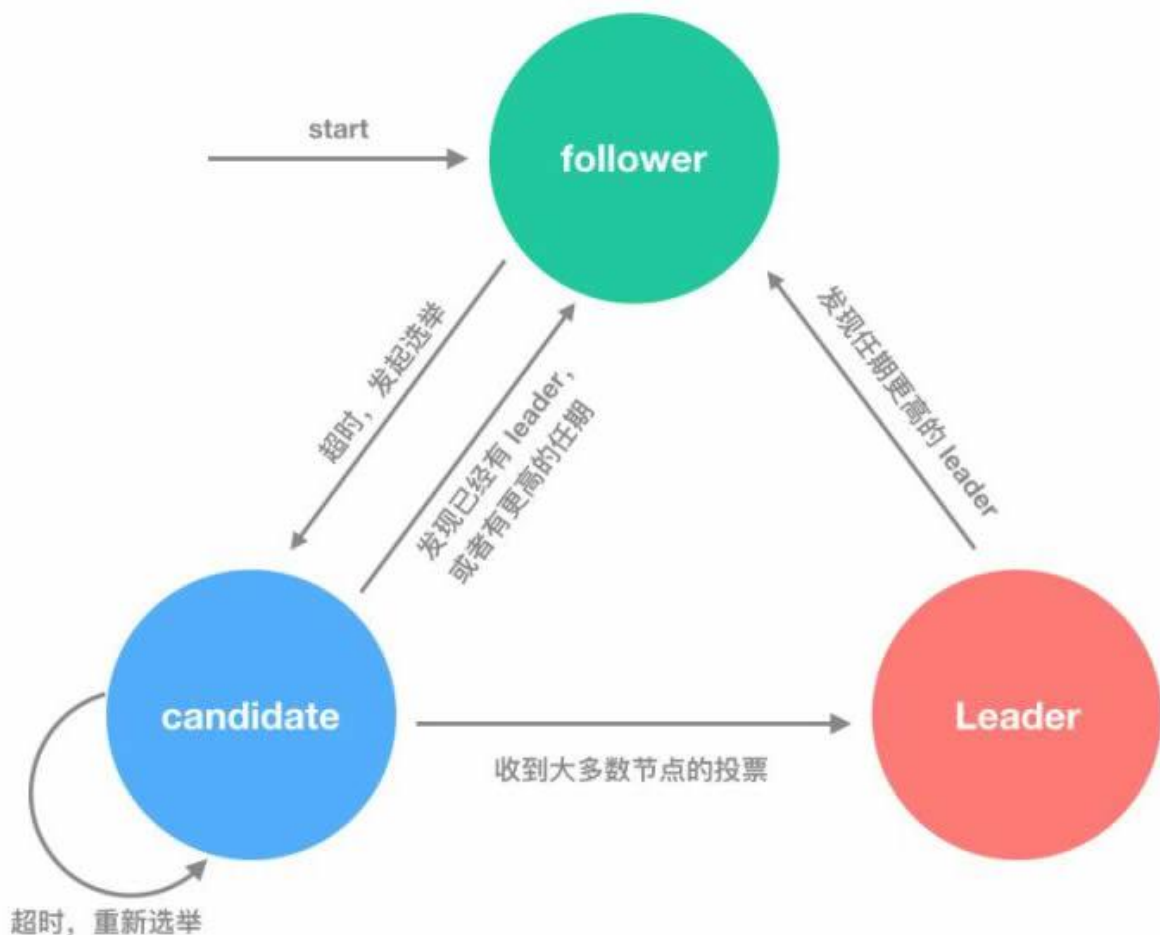 start
follower
超时，发起选举
发现已经有 leader，
或者有更高的任期
发现任期更高的 leader
candidate
Leader
收到大多数节点的投票
超时，重新选举